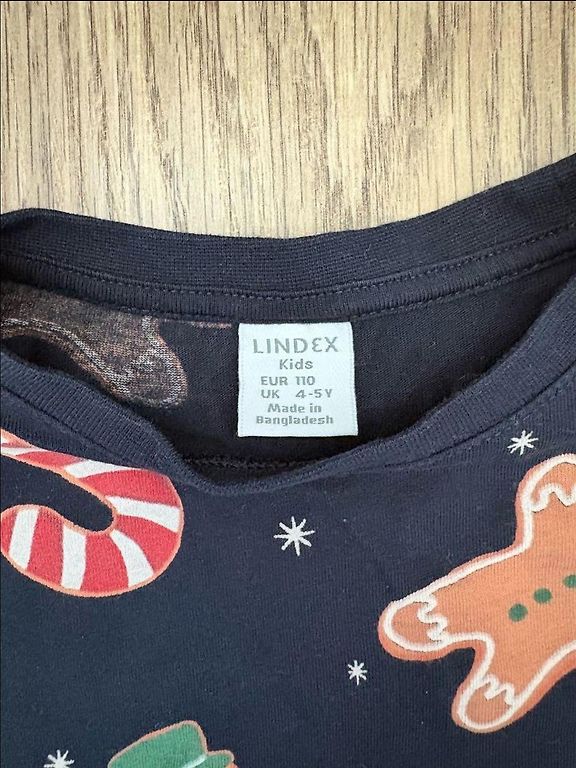 LINDEX
Kids
EUR 110
UK 4-5Y
Made in
Bangladesh